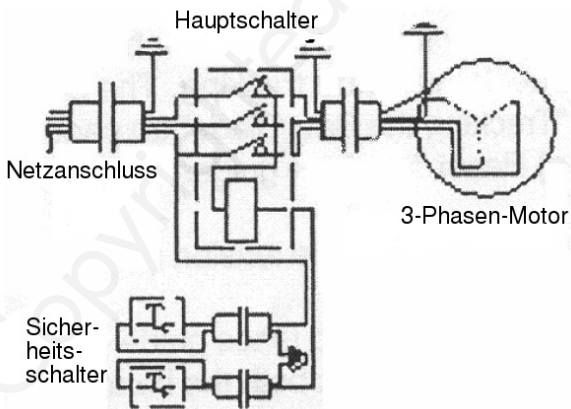 Hauptschalter
Netzanschluss
3-Phasen-Motor
Sicher-
heits-
schalter